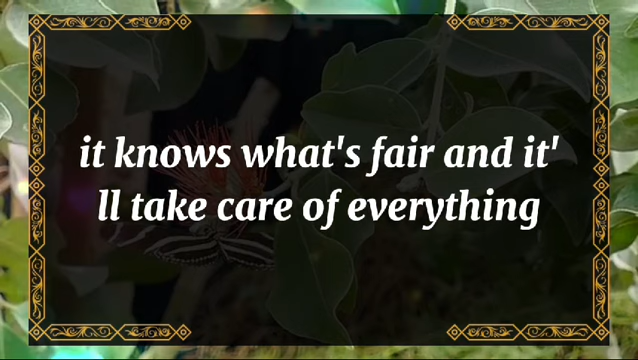 it knows what's fair and it'
ll take care of everything